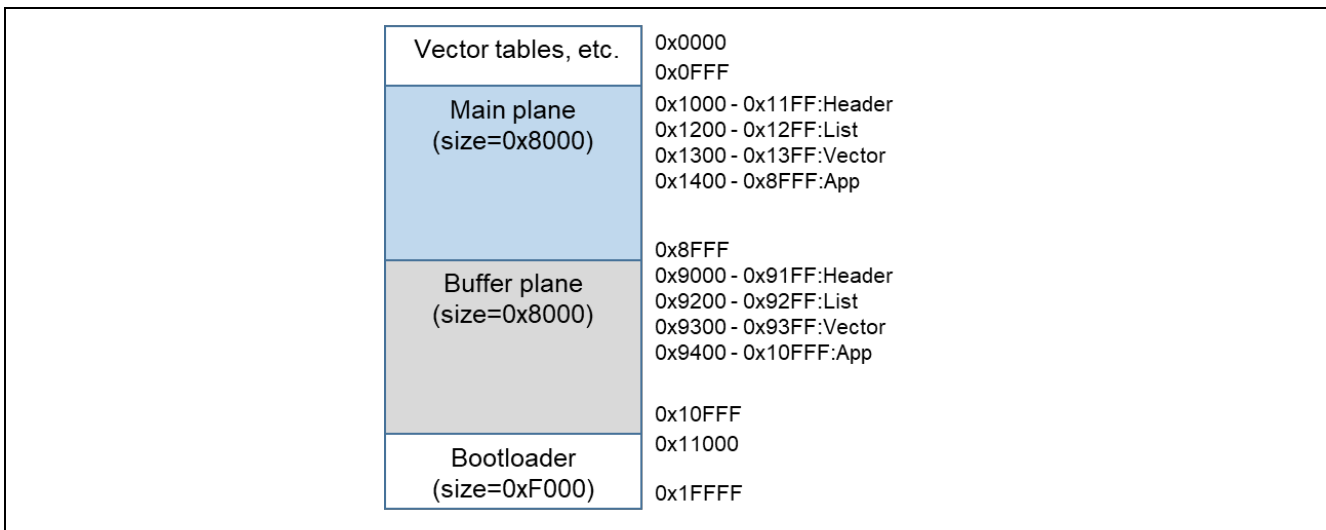 Vector tables, etc.
0x0000
0x0FFF
Main plane
(size=0x8000)
0x1000 - 0x11FF:Header
0x1200 - 0x12FF:List
0x1300 - 0x13FF:Vector
0x1400 - 0x8FFF:App
0x8FFF
Buffer plane
(size=0x8000)
0x9000 - 0x91FF:Header
0x9200 - 0x92FF:List
0x9300 - 0x93FF:Vector
0x9400 - 0x10FFF:App
0x10FFF
0x11000
Bootloader
(size=0xF000)
0x1FFFF